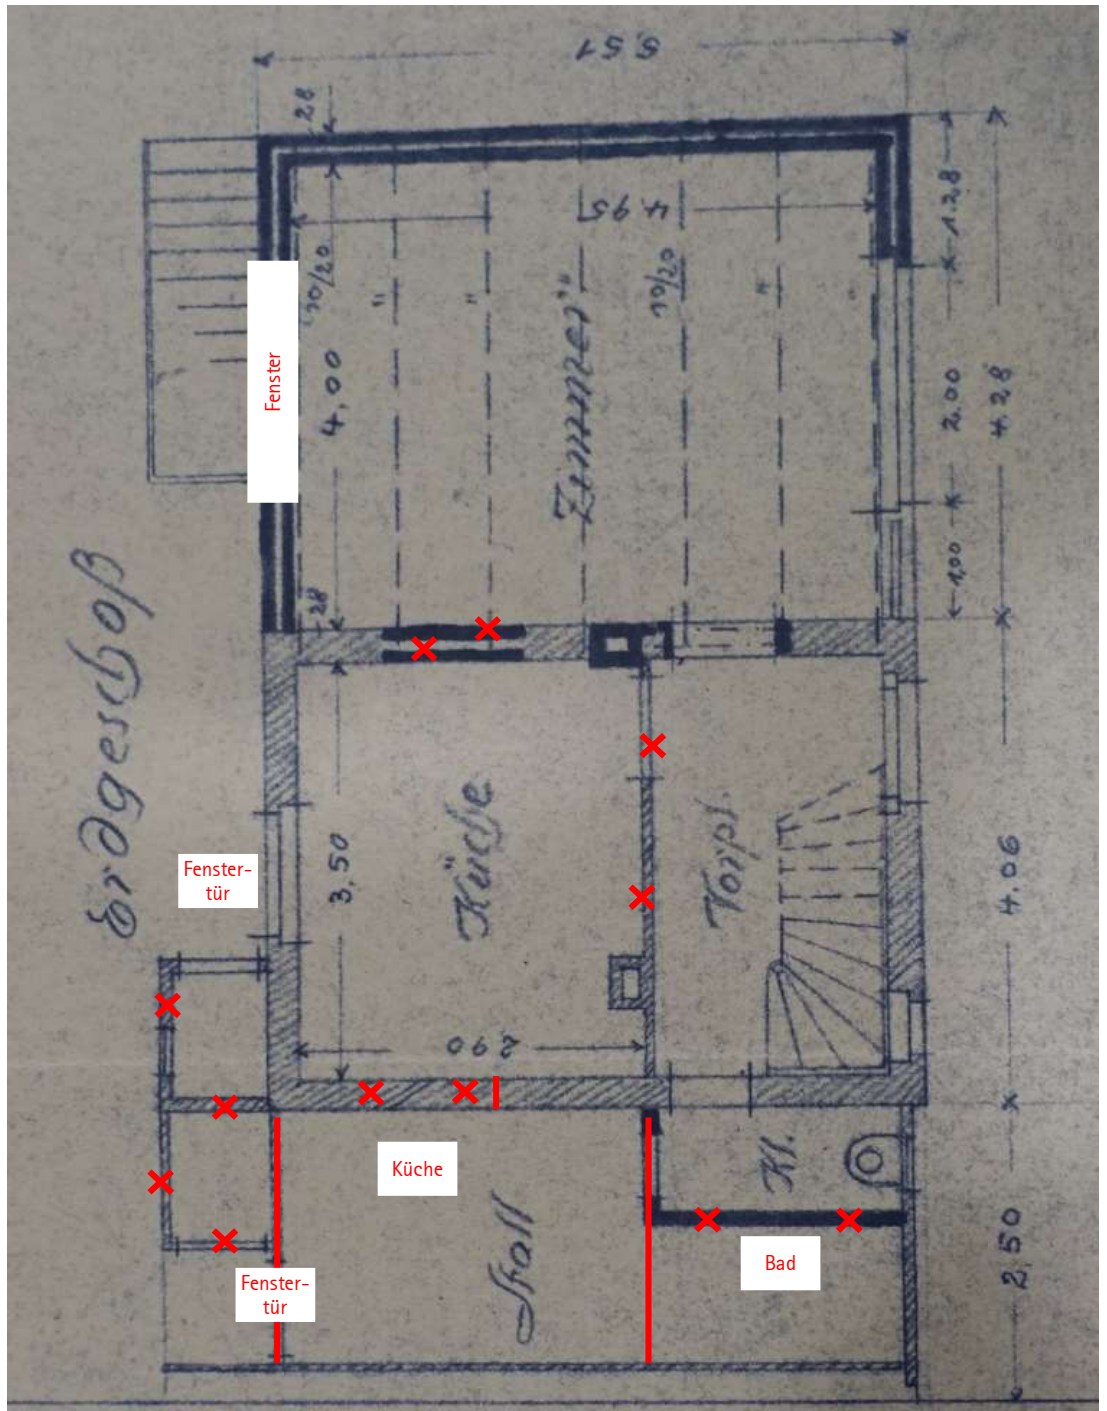 5,51
28
1.28
4.95
10/20
"
"
Zimmer"
10/20
"
Fenster
4,00
2.00
4.28
28
1,00
Erdgeschoß
Fenster-
tür
3,50
Küche
Vorpl.
4.06
2,90
Küche
Kl.
Stall
Bad
2,50
Fenster-
tür